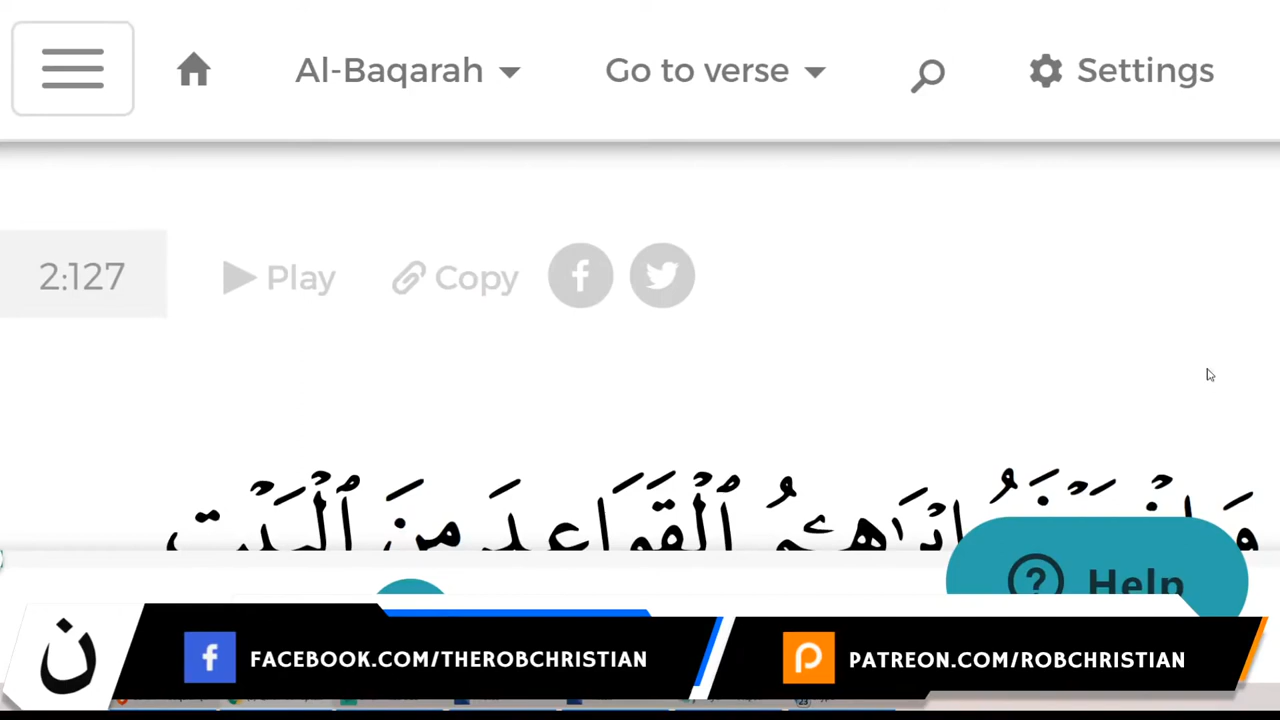 Al-Baqarah Go to verse Settings
2:127 Play Copy
وَإِذْ يَرْفَعُ إِبْرَٰهِـۧمُ ٱلْقَوَاعِدَ مِنَ ٱلْبَيْتِ
Help
ن FACEBOOK.COM/THEROBCHRISTIAN PATREON.COM/ROBCHRISTIAN